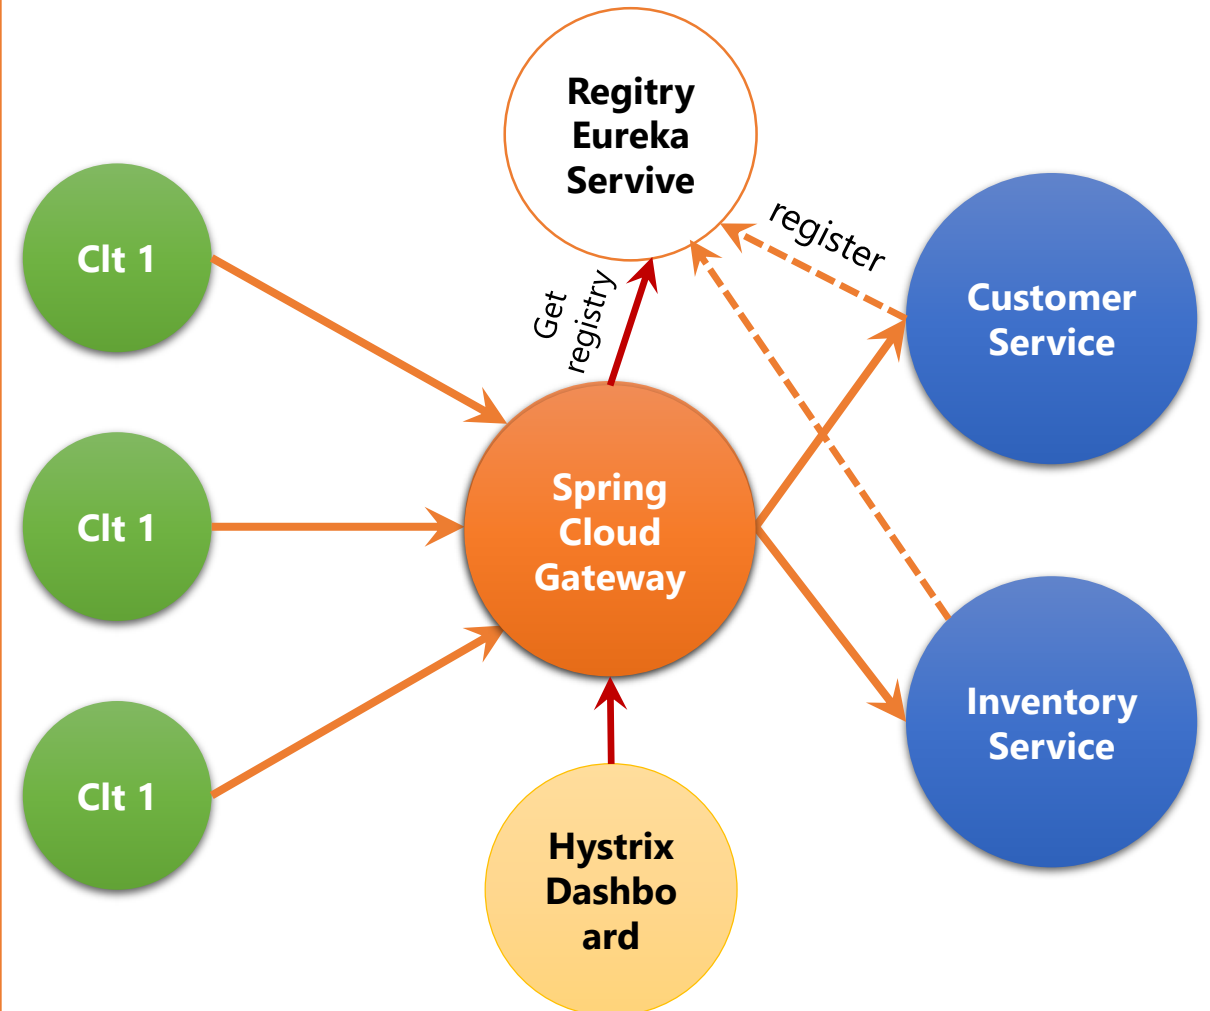 Regitry
Eureka
Servive
register
Clt 1
Get
registry
Customer
Service
Clt 1
Spring
Cloud
Gateway
Inventory
Service
Clt 1
Hystrix
Dashbo
ard